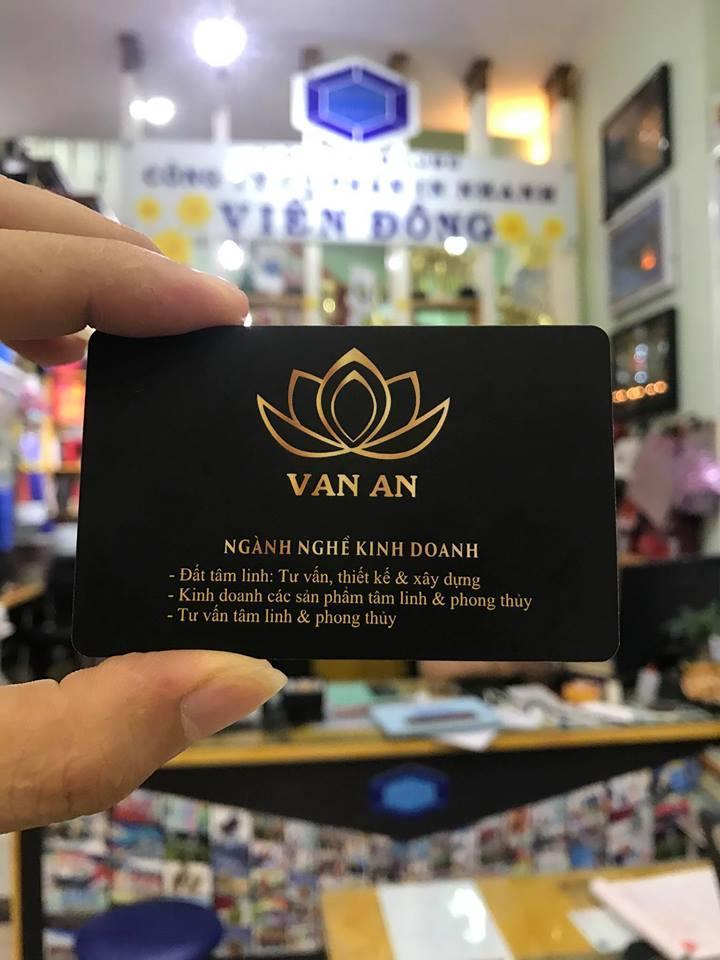 VIỄN ĐÔNG
VAN AN
NGÀNH NGHỀ KINH DOANH
- Đất tâm linh: Tư vấn, thiết kế & xây dựng
- Kinh doanh các sản phẩm tâm linh & phong thủy
- Tư vấn tâm linh & phong thủy